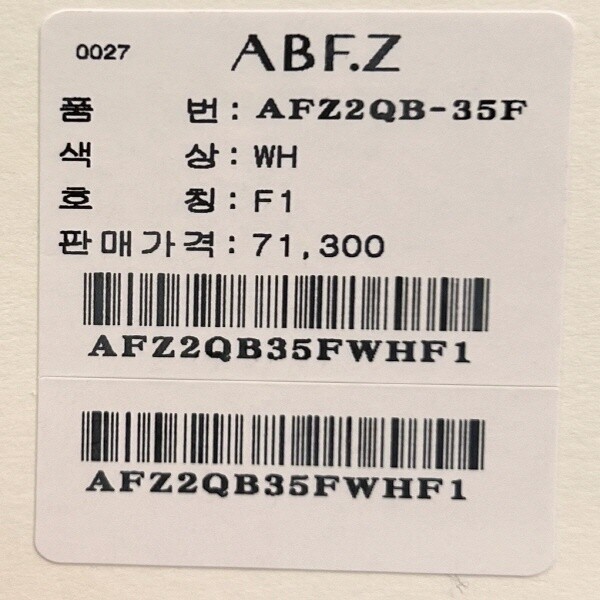 0027 ABF.Z
품 번 : AFZ2QB-35F
색 상 : WH
호 칭 : F1
판매가격 : 71,300
AFZ2QB35FWHF1
AFZ2QB35FWHF1